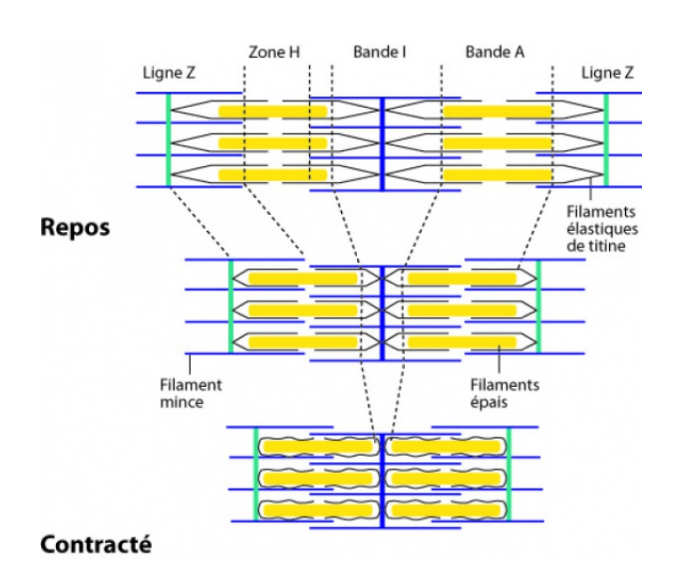 Zone H
Bande I
Bande A
Ligne Z
Ligne Z
Repos
Filaments
élastiques
de titine
Filament
mince
Filaments
épais
Contracté